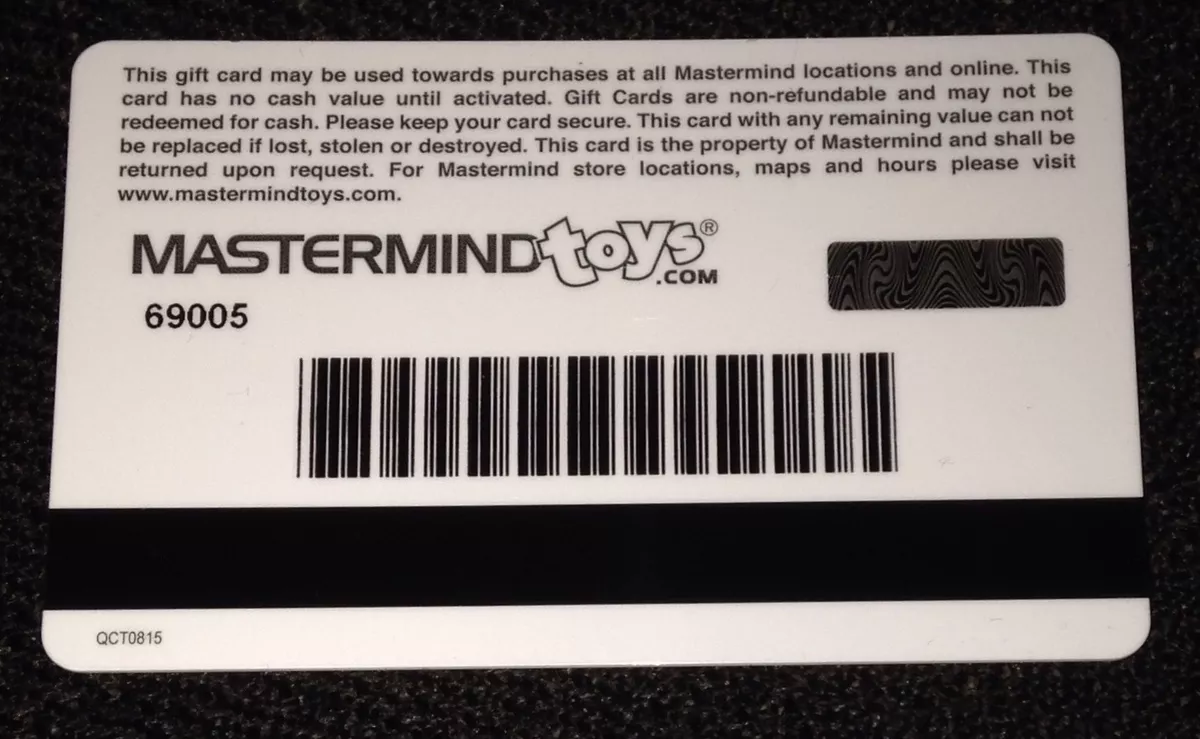 This gift card may be used towards purchases at all Mastermind locations and online. This
card has no cash value until activated. Gift Cards are non-refundable and may not be
redeemed for cash. Please keep your card secure. This card with any remaining value can not
be replaced if lost, stolen or destroyed. This card is the property of Mastermind and shall be
returned upon request. For Mastermind store locations, maps and hours please visit
www.mastermindtoys.com.
MASTERMIND toys®
.COM
69005
QCT0815